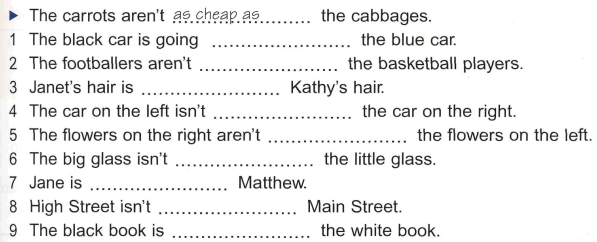 ► The carrots aren't as cheap as the cabbages.
1 The black car is going ........................ the blue car.
2 The footballers aren't ........................ the basketball players.
3 Janet's hair is ........................ Kathy's hair.
4 The car on the left isn't ........................ the car on the right.
5 The flowers on the right aren't ........................ the flowers on the left.
6 The big glass isn't ........................ the little glass.
7 Jane is ........................ Matthew.
8 High Street isn't ........................ Main Street.
9 The black book is ........................ the white book.